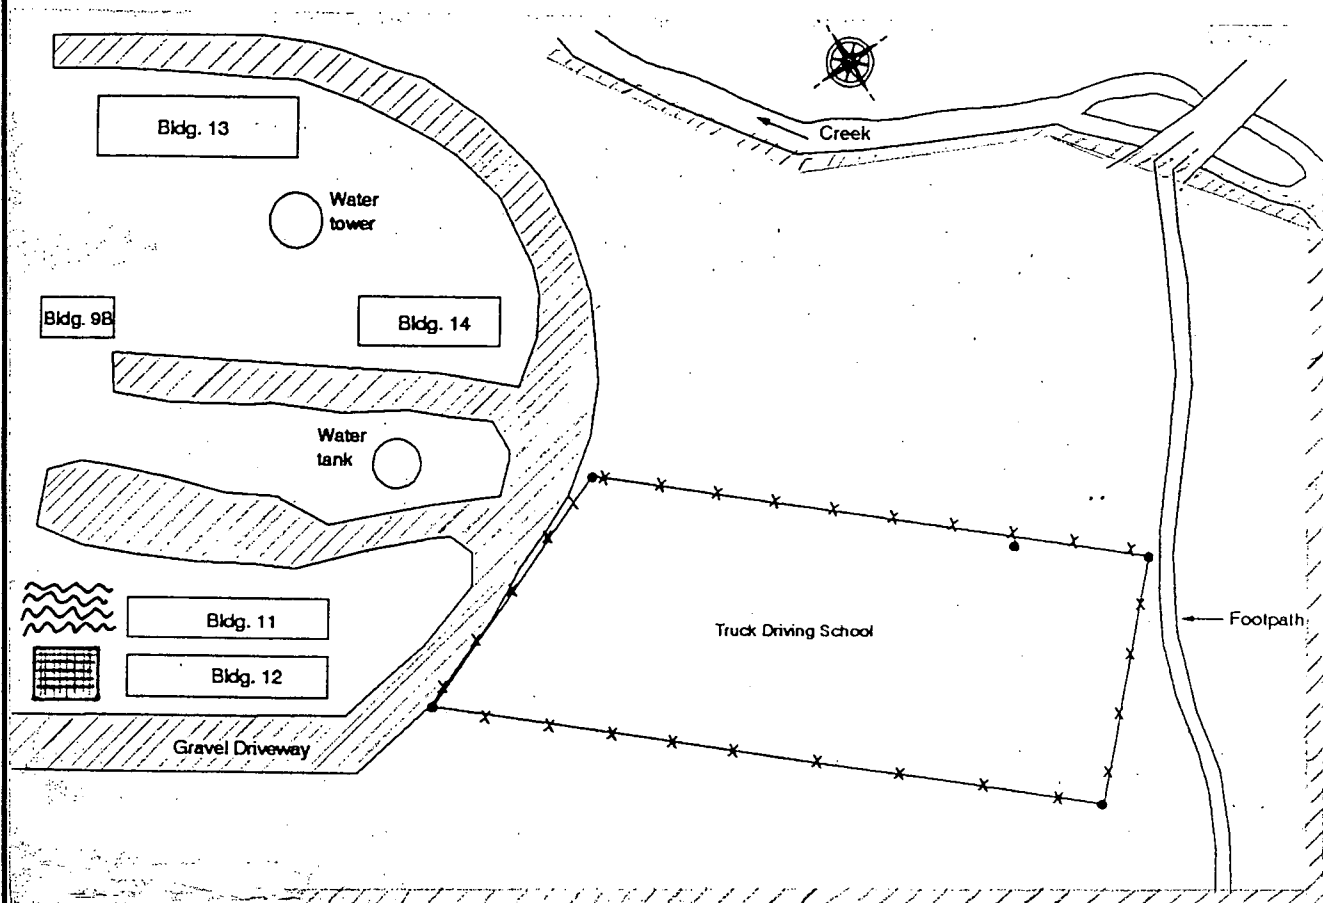 Bldg. 13
Creek
Water
tower
Bldg. 9B
Bldg. 14
Water
tank
Bldg. 11
Truck Driving School
Footpath
Bldg. 12
Gravel Driveway